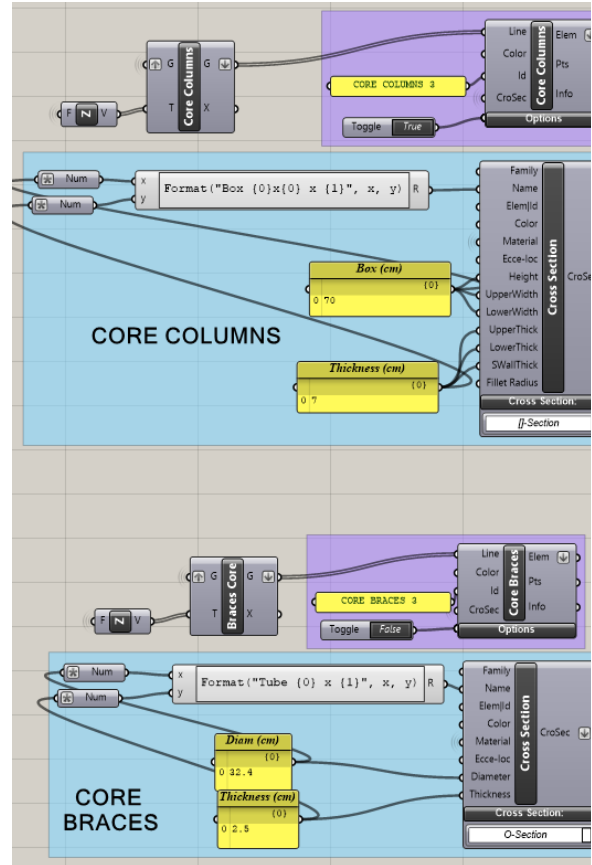 Line
Elem
Color
Pts
Id
CroSec
Info
Core Columns
Options
G
G
T
X
Core Columns
F
Z
V
CORE COLUMNS 3
Toggle
True
Num
Num
x
y
Format("Box {0}x{0} x {1}", x, y)
R
Family
Name
Elem|Id
Color
Material
Ecce-loc
Height
UpperWidth
LowerWidth
UpperThick
LowerThick
SWallThick
Fillet Radius
Cross Section
CroSe
Cross Section:
[]-Section
Box (cm)
{0}
0 70
CORE COLUMNS
Thickness (cm)
{0}
0 7
G
G
T
X
Braces Core
F
Z
V
Line
Elem
Color
Pts
Id
CroSec
Info
Core Braces
Options
CORE BRACES 3
Toggle
False
Num
Num
x
y
Format("Tube {0} x {1}", x, y)
R
Family
Name
Elem|Id
Color
Material
Ecce-loc
Diameter
Thickness
Cross Section
CroSec
Cross Section:
O-Section
Diam (cm)
{0}
0 32.4
Thickness (cm)
{0}
0 2.5
CORE
BRACES